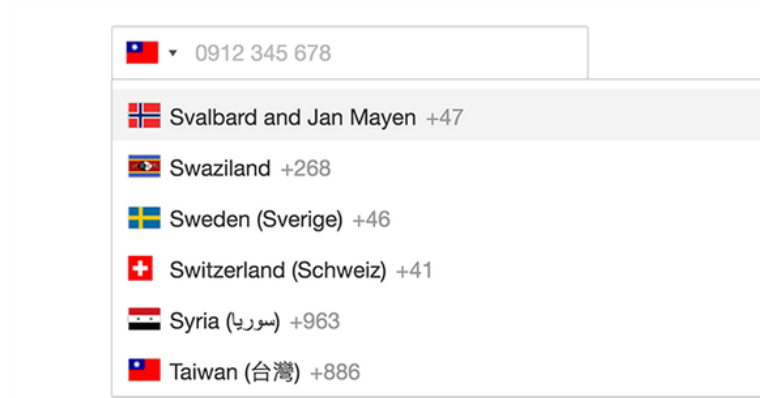 0912 345 678
Svalbard and Jan Mayen +47
Swaziland +268
Sweden (Sverige) +46
Switzerland (Schweiz) +41
Syria (‫سوريا‬‎) +963
Taiwan (台灣) +886